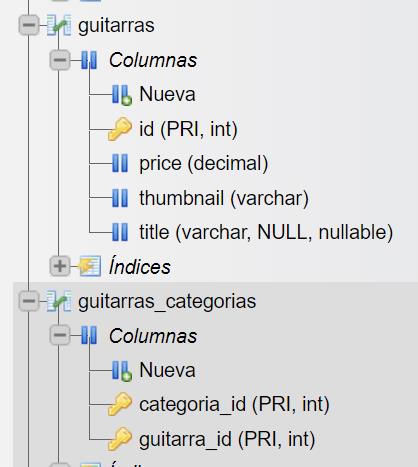 guitarras
Columnas
Nueva
id (PRI, int)
price (decimal)
thumbnail (varchar)
title (varchar, NULL, nullable)
Índices
guitarras_categorias
Columnas
Nueva
categoria_id (PRI, int)
guitarra_id (PRI, int)